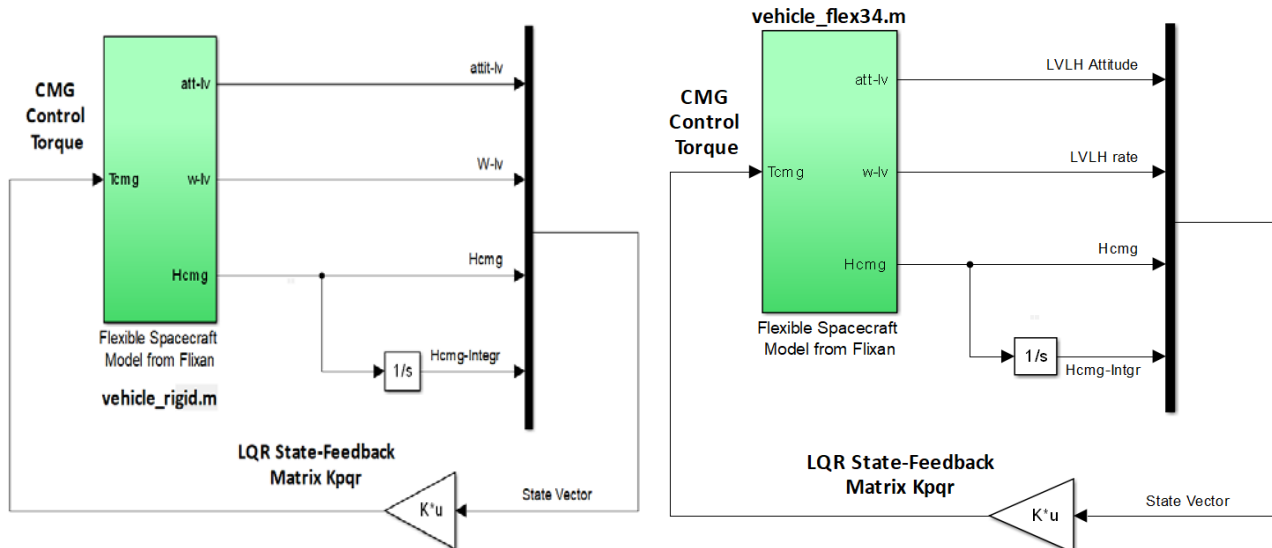 CMG
Control
Torque
att-lv
Tcmg
w-lv
Hcmg
attit-lv
W-lv
Hcmg
1/s
Hcmg-Integr
Flexible Spacecraft
Model from Flixan
vehicle_rigid.m
LQR State-Feedback
Matrix Kpqr
K*u
State Vector
vehicle_flex34.m
CMG
Control
Torque
att-lv
Tcmg
w-lv
Hcmg
LVLH Attitude
LVLH rate
Hcmg
1/s
Hcmg-Intgr
Flexible Spacecraft
Model from Flixan
LQR State-Feedback
Matrix Kpqr
K*u
State Vector